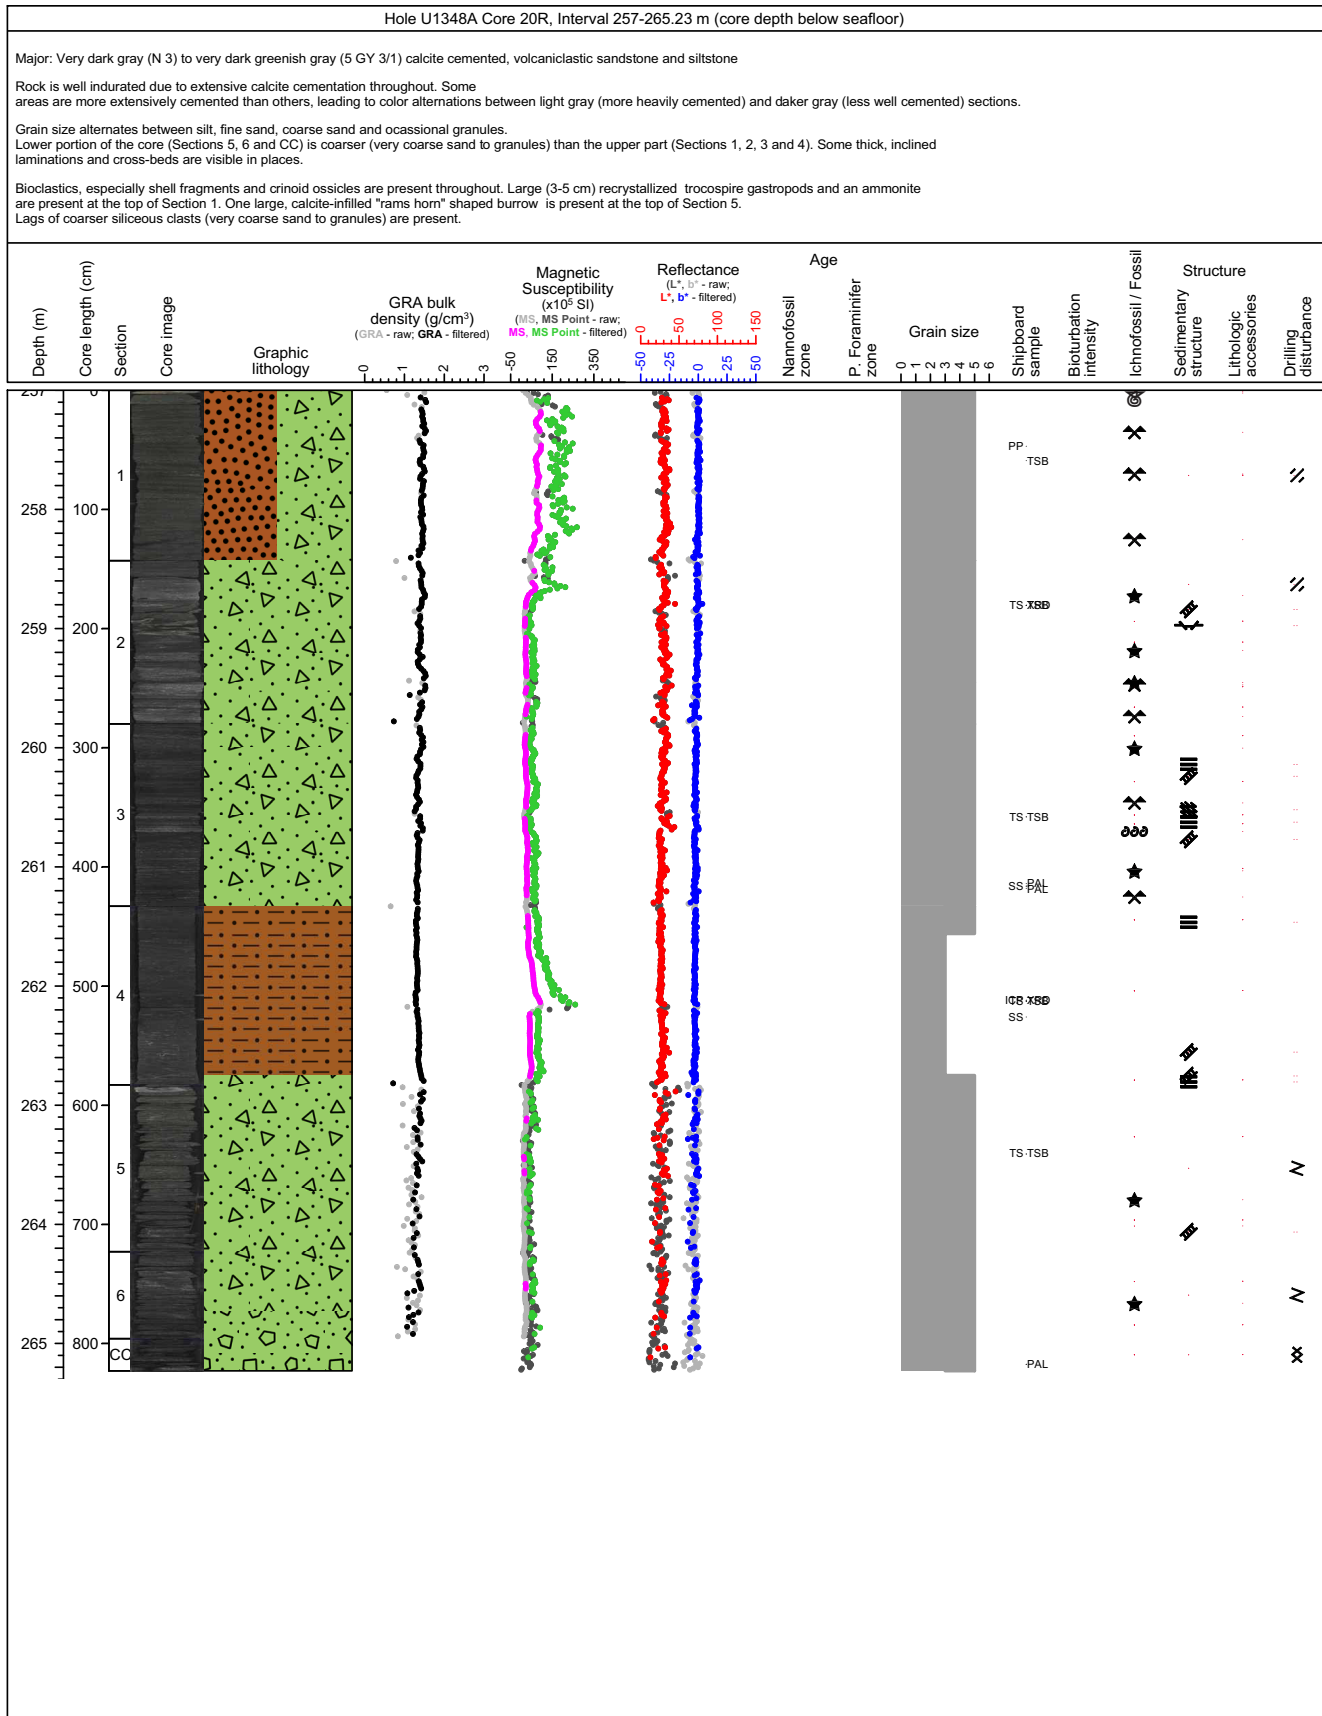 Hole U1348A Core 20R, Interval 257-265.23 m (core depth below seafloor)
Major: Very dark gray (N 3) to very dark greenish gray (5 GY 3/1) calcite cemented, volcaniclastic sandstone and siltstone
Rock is well indurated due to extensive calcite cementation throughout. Some
areas are more extensively cemented than others, leading to color alternations between light gray (more heavily cemented) and daker gray (less well cemented) sections.
Grain size alternates between silt, fine sand, coarse sand and ocassional granules.
Lower portion of the core (Sections 5, 6 and CC) is coarser (very coarse sand to granules) than the upper part (Sections 1, 2, 3 and 4). Some thick, inclined
laminations and cross-beds are visible in places.
Bioclastics, especially shell fragments and crinoid ossicles are present throughout. Large (3-5 cm) recrystallized trocospire gastropods and an ammonite
are present at the top of Section 1. One large, calcite-infilled "rams horn" shaped burrow is present at the top of Section 5.
Lags of coarser siliceous clasts (very coarse sand to granules) are present.
Depth (m)
Core length (cm)
Section
Core image
Graphic
lithology
GRA bulk
density (g/cm³)
(GRA - raw; GRA - filtered)
0 1 2 3
Magnetic
Susceptibility
(x10⁵ SI)
(MS, MS Point - raw;
MS, MS Point - filtered)
-50 150 350
Reflectance
(L*, b* - raw;
L*, b* - filtered)
0 50 100 150
-50 -25 0 25 50
Age
Nannofossil
zone
P. Foraminifer
zone
Grain size
0 1 2 3 4 5 6
Shipboard
sample
Bioturbation
intensity
Ichnofossil / Fossil
Structure
Sedimentary
structure
Lithologic
accessories
Drilling
disturbance
257 0
PP
TSB
1
258 100
TS
259 200
2
260 300
3
TS TSB
261 400
PAL
SS PAL
262 500
4
SS
263 600
TS TSB
5
264 700
6
265 800
CC
PAL